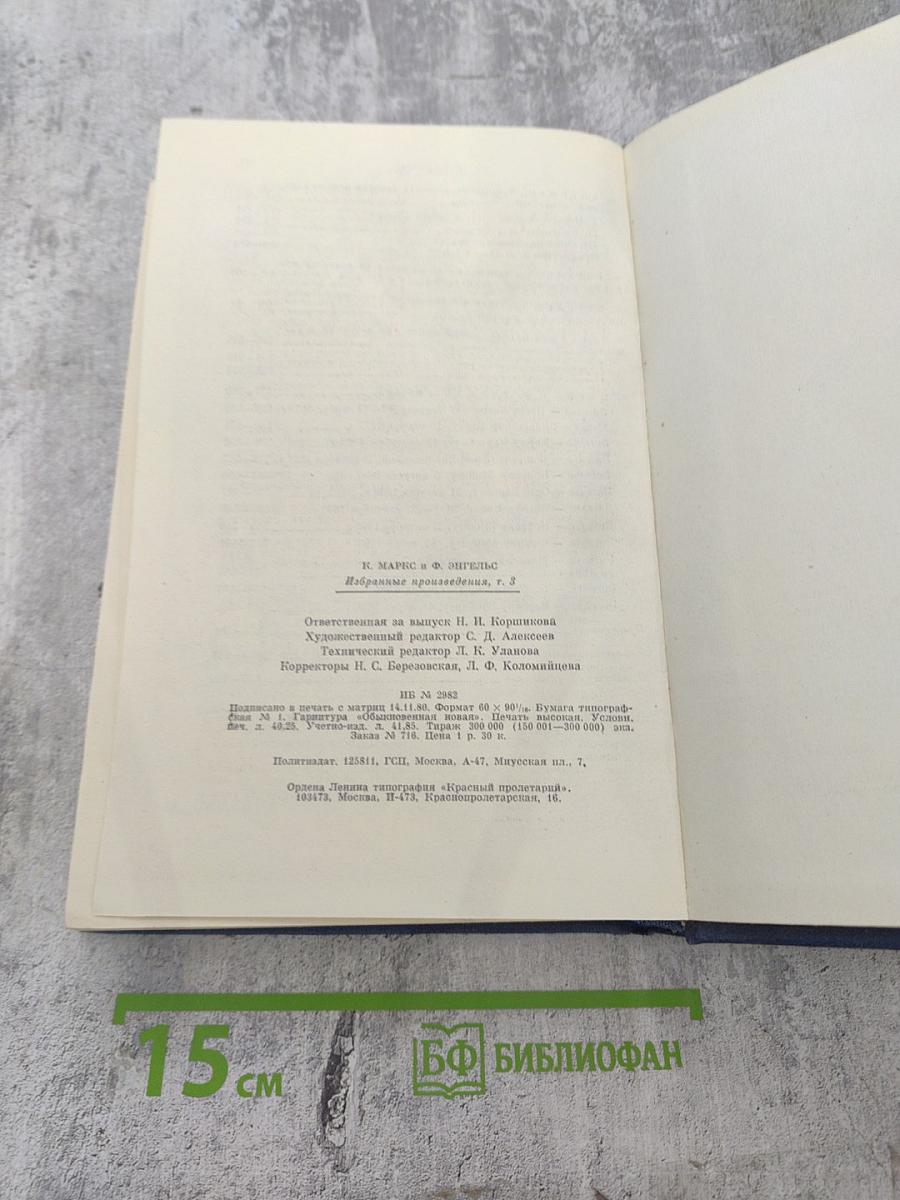 К. МАРКС и Ф. ЭНГЕЛЬС
Избранные произведения, т. 3
Ответственная за выпуск Н. И. Коршикова
Художественный редактор С. Д. Алексеев
Технический редактор Л. К. Уланова
Корректоры Н. С. Березовская, Л. Ф. Коломийцева
ИБ № 2982
Подписано в печать с матриц 14.11.80. Формат 60 × 90¹/₁₆. Бумага типограф-
ская № 1. Гарнитура «Обыкновенная новая». Печать высокая. Условн.
печ. л. 40,25. Учетно-изд. л. 41,85. Тираж 300 000 (150 001—300 000) экз.
Заказ № 716. Цена 1 р. 30 к.
Политиздат. 125811, ГСП, Москва, А-47, Миусская пл., 7.
Ордена Ленина типография «Красный пролетарий».
103473, Москва, И-473, Краснопролетарская, 16.
15 см
БФ БИБЛИОФАН